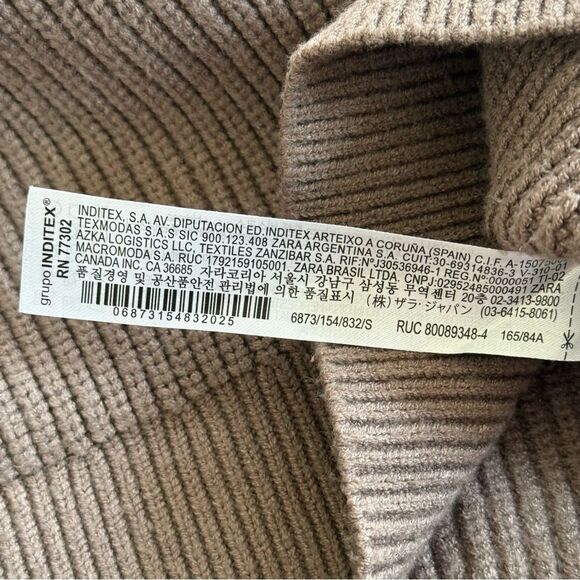 grupo INDITEX®
RN 77302
INDITEX, S.A. AV. DIPUTACION ED.INDITEX ARTEIXO A CORUÑA (SPAIN) C.I.F. A-15075
TEXMODAS S.A.S SIC 900.123.408 ZARA ARGENTINA S.A. CUIT:30-69314836-3 V-310-01
AZKA LOGISTICS LLC, TEXTILES ZANZIBAR S.A. RIF:NºJ30536946-1 REG Nº0000051 TI-02
MACROMODA S.A. RUC 1792159105001. ZARA BRASIL LTDA. CNPJ:02952485000491 ZARA
CANADA INC. CA 36685 자라코리아 서울시 강남구 삼성동 무역센터 20층 02-3413-9800
품질경영 및 공산품안전 관리법에 의한 품질표시 (株) ザラ・ジャパン (03-6415-8061)
06873154832025
6873/154/832/S RUC 80089348-4 165/84A